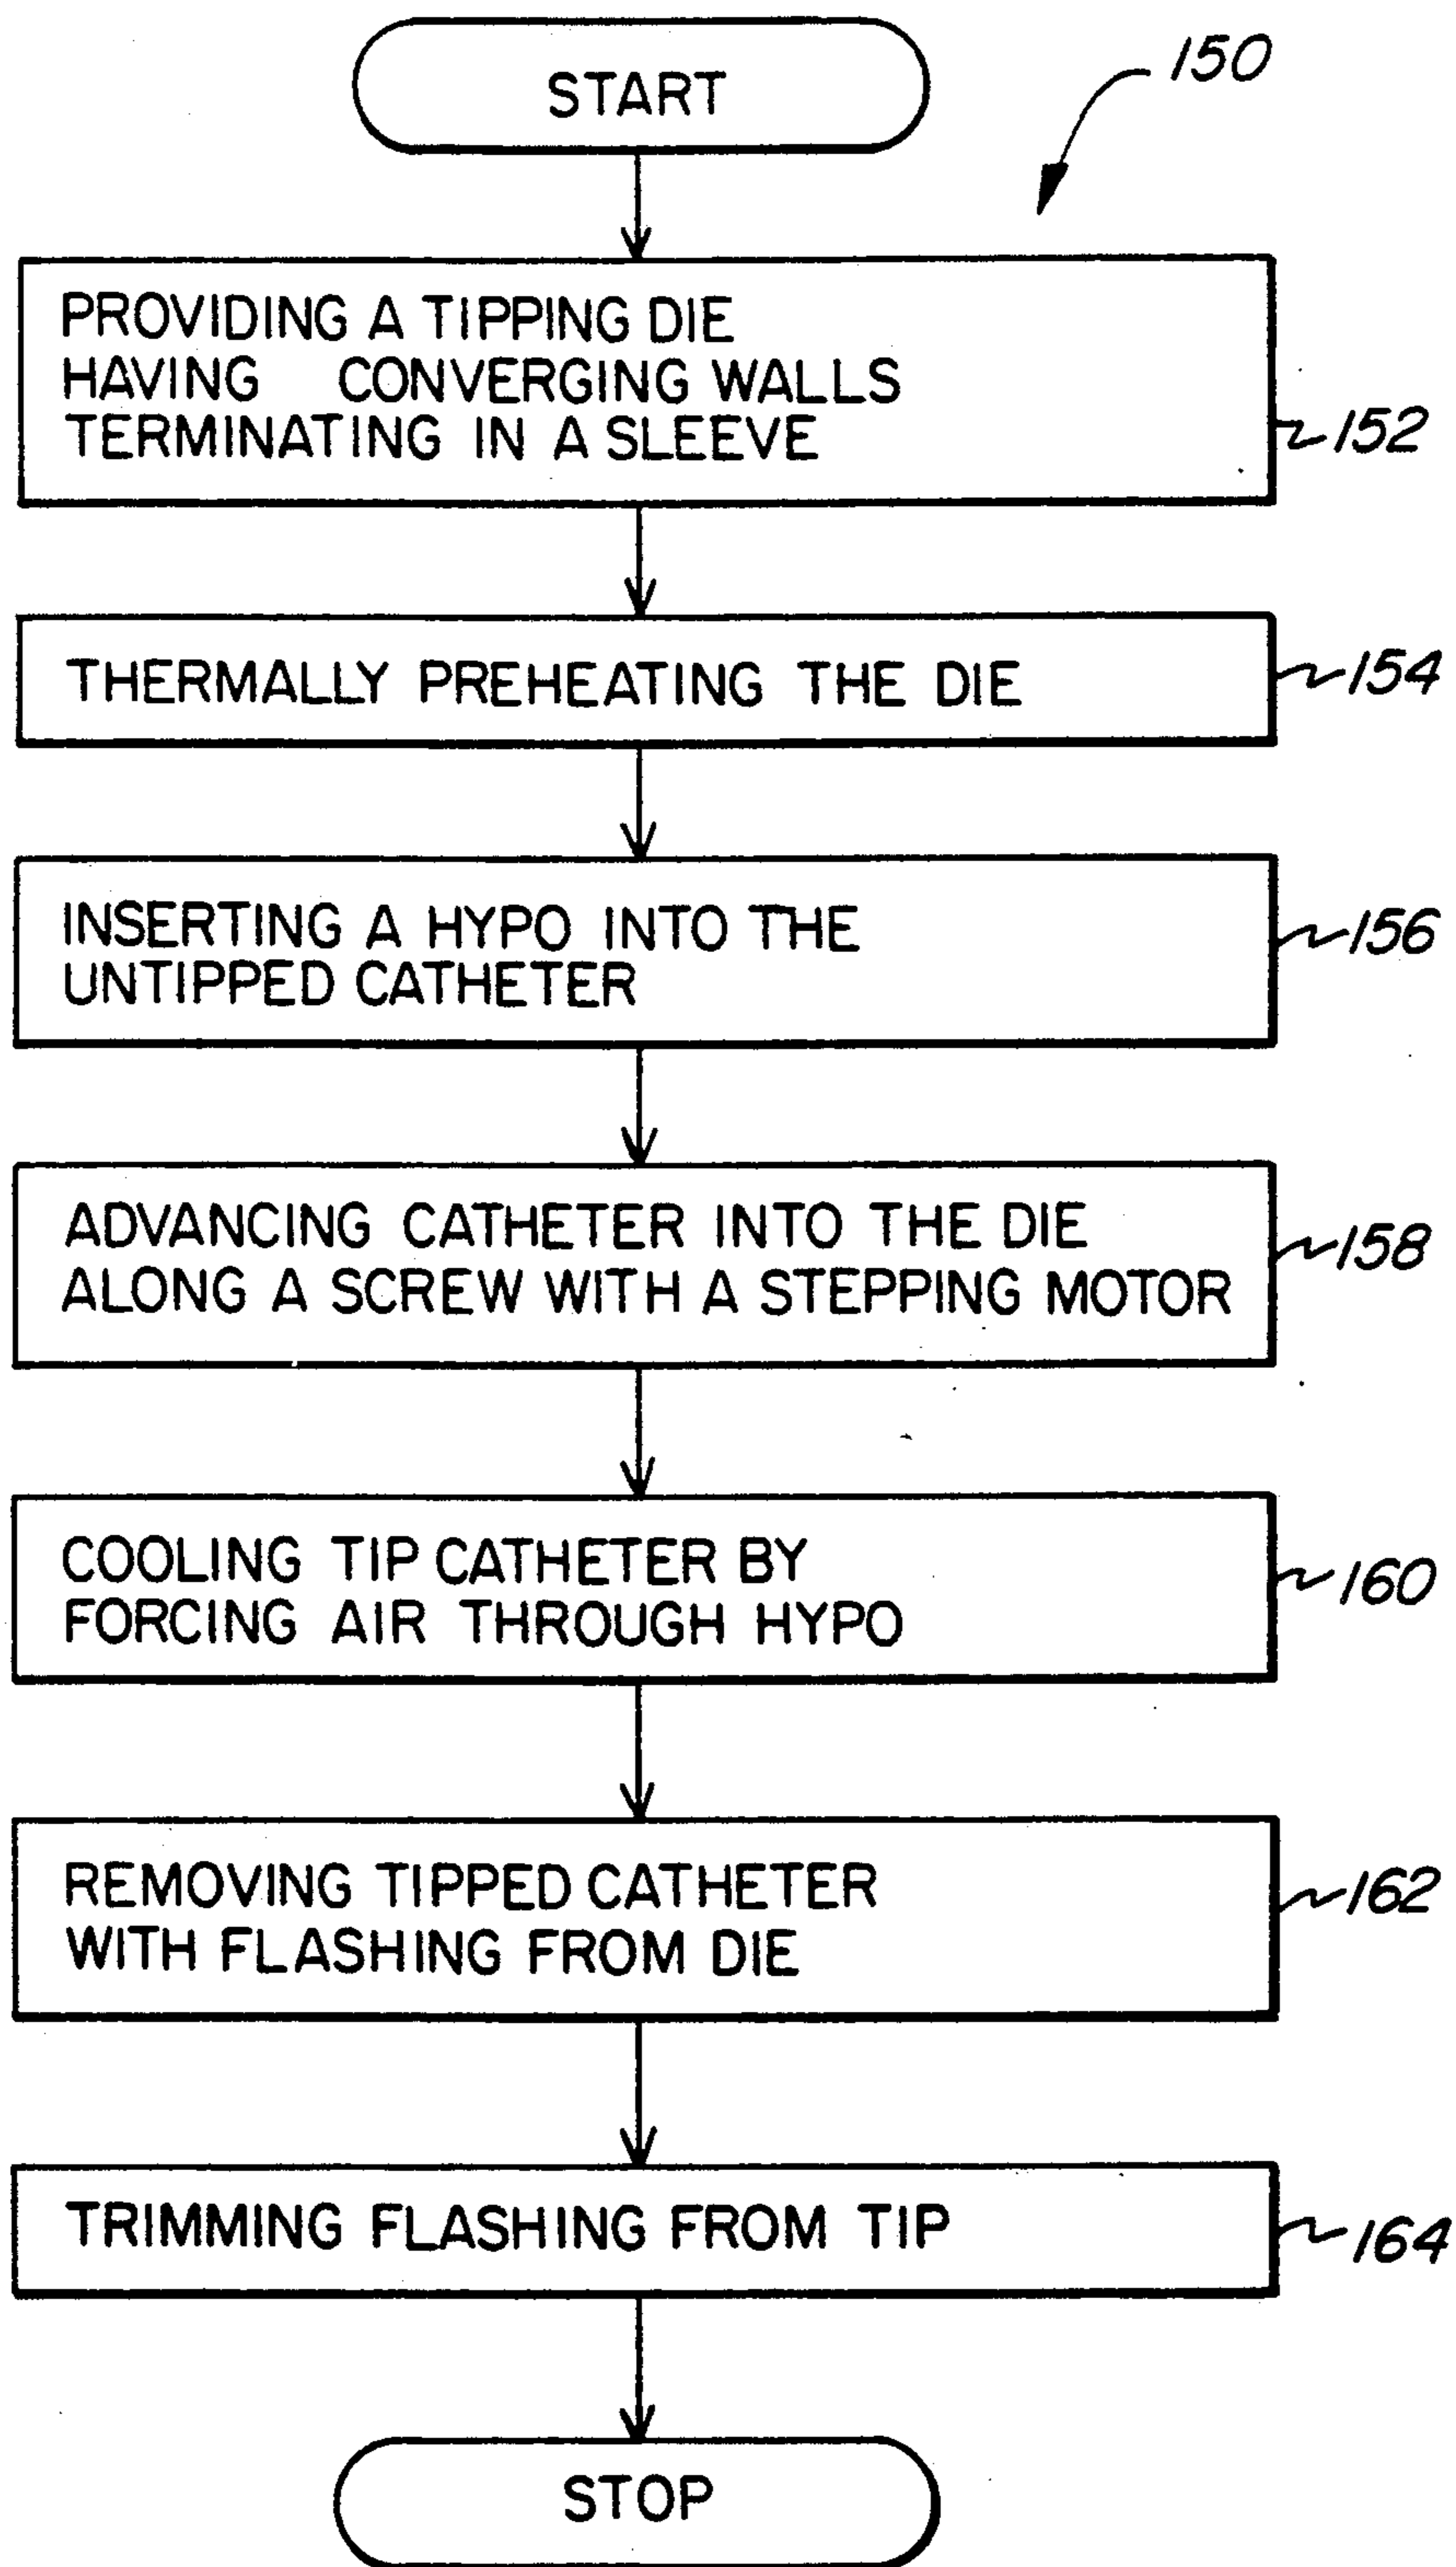 START
150
PROVIDING A TIPPING DIE
HAVING CONVERGING WALLS
TERMINATING IN A SLEEVE
152
THERMALLY PREHEATING THE DIE
154
INSERTING A HYPO INTO THE
UNTIPPED CATHETER
156
ADVANCING CATHETER INTO THE DIE
ALONG A SCREW WITH A STEPPING MOTOR
158
COOLING TIP CATHETER BY
FORCING AIR THROUGH HYPO
160
REMOVING TIPPED CATHETER
WITH FLASHING FROM DIE
162
TRIMMING FLASHING FROM TIP
164
STOP